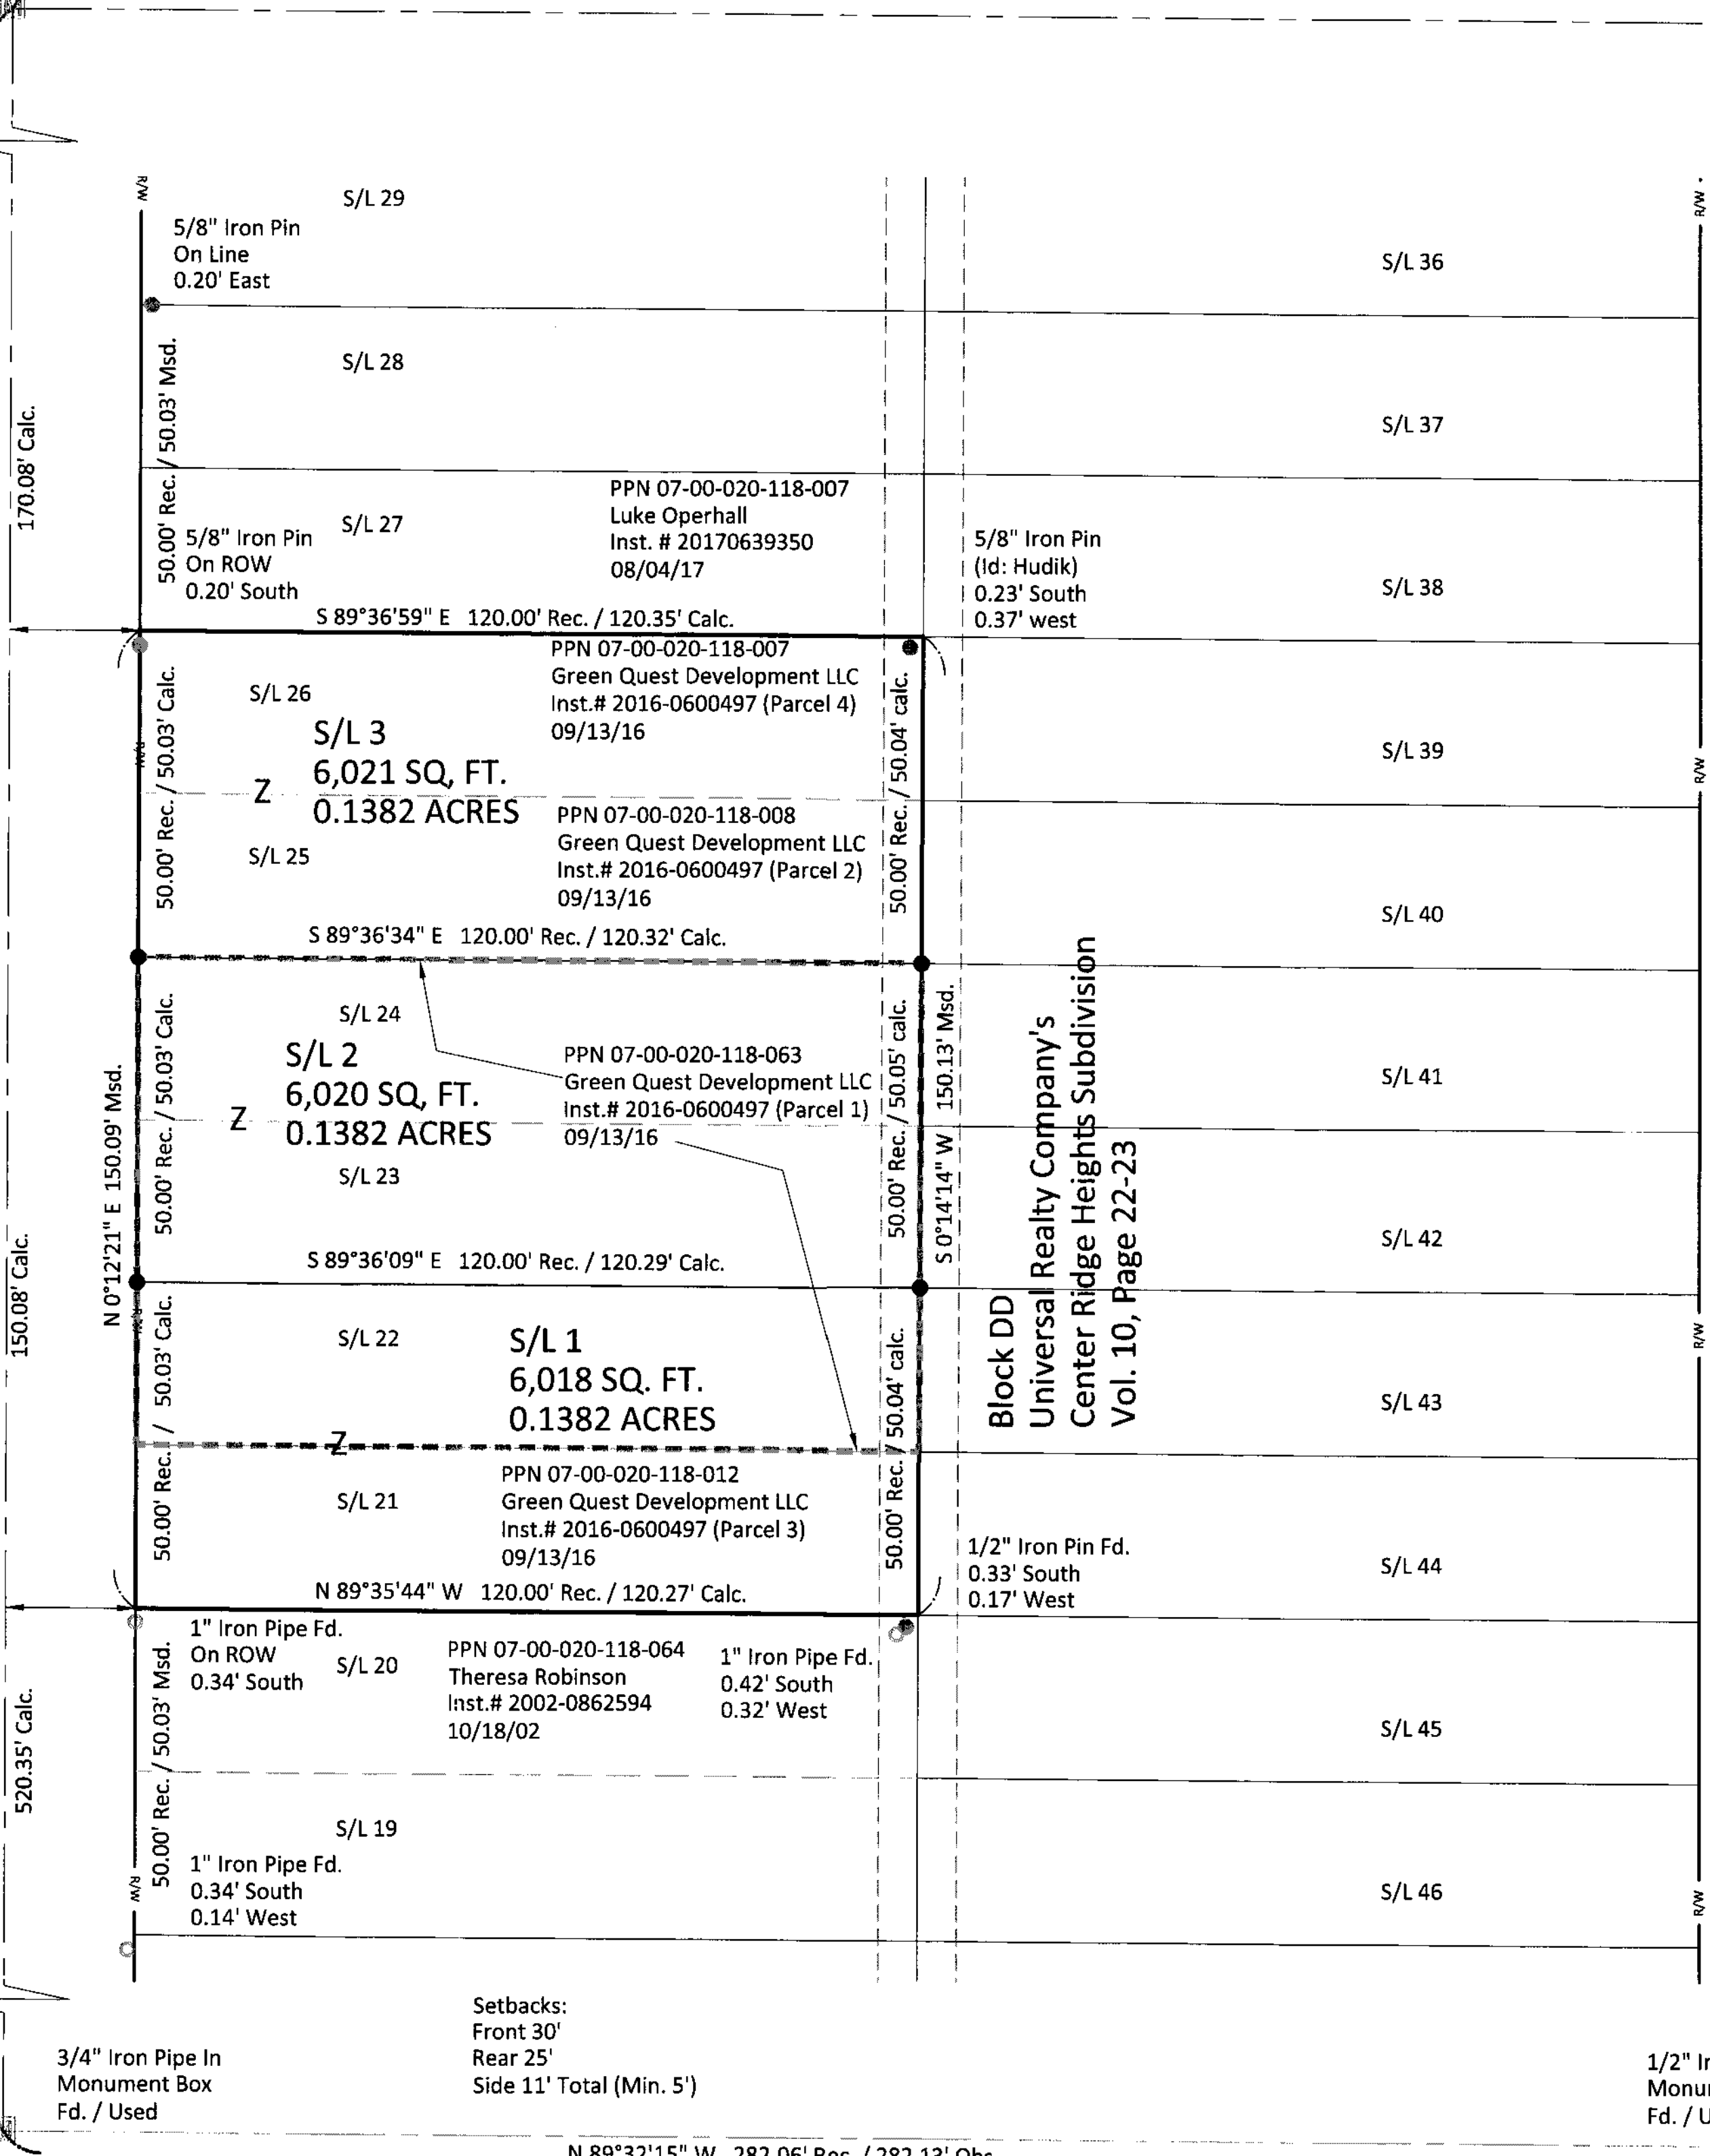 R/W
S/L 29
5/8" Iron Pin
On Line
0.20' East
R/W
S/L 36
S/L 28
50.00' Rec. / 50.03' Msd.
170.08' Calc.
S/L 37
S/L 27
5/8" Iron Pin
On ROW
0.20' South
PPN 07-00-020-118-007
Luke Operhall
Inst. # 20170639350
08/04/17
5/8" Iron Pin
(Id: Hudik)
0.23' South
0.37' west
S/L 38
S 89°36'59" E 120.00' Rec. / 120.35' Calc.
PPN 07-00-020-118-007
Green Quest Development LLC
Inst.# 2016-0600497 (Parcel 4)
09/13/16
S/L 26
S/L 3
6,021 SQ, FT.
0.1382 ACRES
Z
R/W
50.00' Rec. / 50.03' Calc.
50.00' Rec. / 50.04' calc.
S/L 39
R/W
PPN 07-00-020-118-008
Green Quest Development LLC
Inst.# 2016-0600497 (Parcel 2)
09/13/16
S/L 25
S/L 40
S 89°36'34" E 120.00' Rec. / 120.32' Calc.
S/L 24
S/L 2
6,020 SQ, FT.
0.1382 ACRES
Z
PPN 07-00-020-118-063
Green Quest Development LLC
Inst.# 2016-0600497 (Parcel 1)
09/13/16
N 0°12'21" E 150.09' Msd.
50.00' Rec. / 50.03' Calc.
50.00' Rec. / 50.05' calc.
S 0°14'14" W 150.13' Msd.
S/L 41
S/L 23
S/L 42
S 89°36'09" E 120.00' Rec. / 120.29' Calc.
150.08' Calc.
Block DD
Universal Realty Company's
Center Ridge Heights Subdivision
Vol. 10, Page 22-23
R/W
R/W
S/L 22
S/L 1
6,018 SQ. FT.
0.1382 ACRES
Z
50.00' Rec. / 50.03' Calc.
50.00' Rec. / 50.04' calc.
S/L 43
S/L 21
PPN 07-00-020-118-012
Green Quest Development LLC
Inst.# 2016-0600497 (Parcel 3)
09/13/16
1/2" Iron Pin Fd.
0.33' South
0.17' West
S/L 44
N 89°35'44" W 120.00' Rec. / 120.27' Calc.
1" Iron Pipe Fd.
On ROW
0.34' South
S/L 20
PPN 07-00-020-118-064
Theresa Robinson
Inst.# 2002-0862594
10/18/02
1" Iron Pipe Fd.
0.42' South
0.32' West
520.35' Calc.
50.00' Rec. / 50.03' Msd.
S/L 45
S/L 19
1" Iron Pipe Fd.
0.34' South
0.14' West
R/W
S/L 46
R/W
Setbacks:
Front 30'
Rear 25'
Side 11' Total (Min. 5')
3/4" Iron Pipe In
Monument Box
Fd. / Used
1/2" Ir
Monu
Fd. / U
N 89°32'15" W 282.06' Rec. / 282.13' Obs